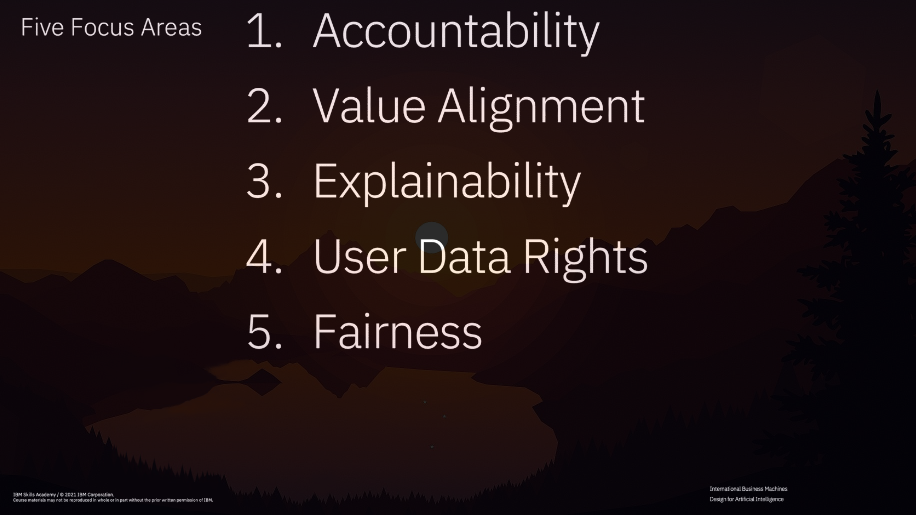 Five Focus Areas
1. Accountability
2. Value Alignment
3. Explainability
4. User Data Rights
5. Fairness
IBM Skills Academy / © 2021 IBM Corporation.
Course materials may not be reproduced in whole or in part without the prior written permission of IBM.
International Business Machines
Design for Artificial Intelligence